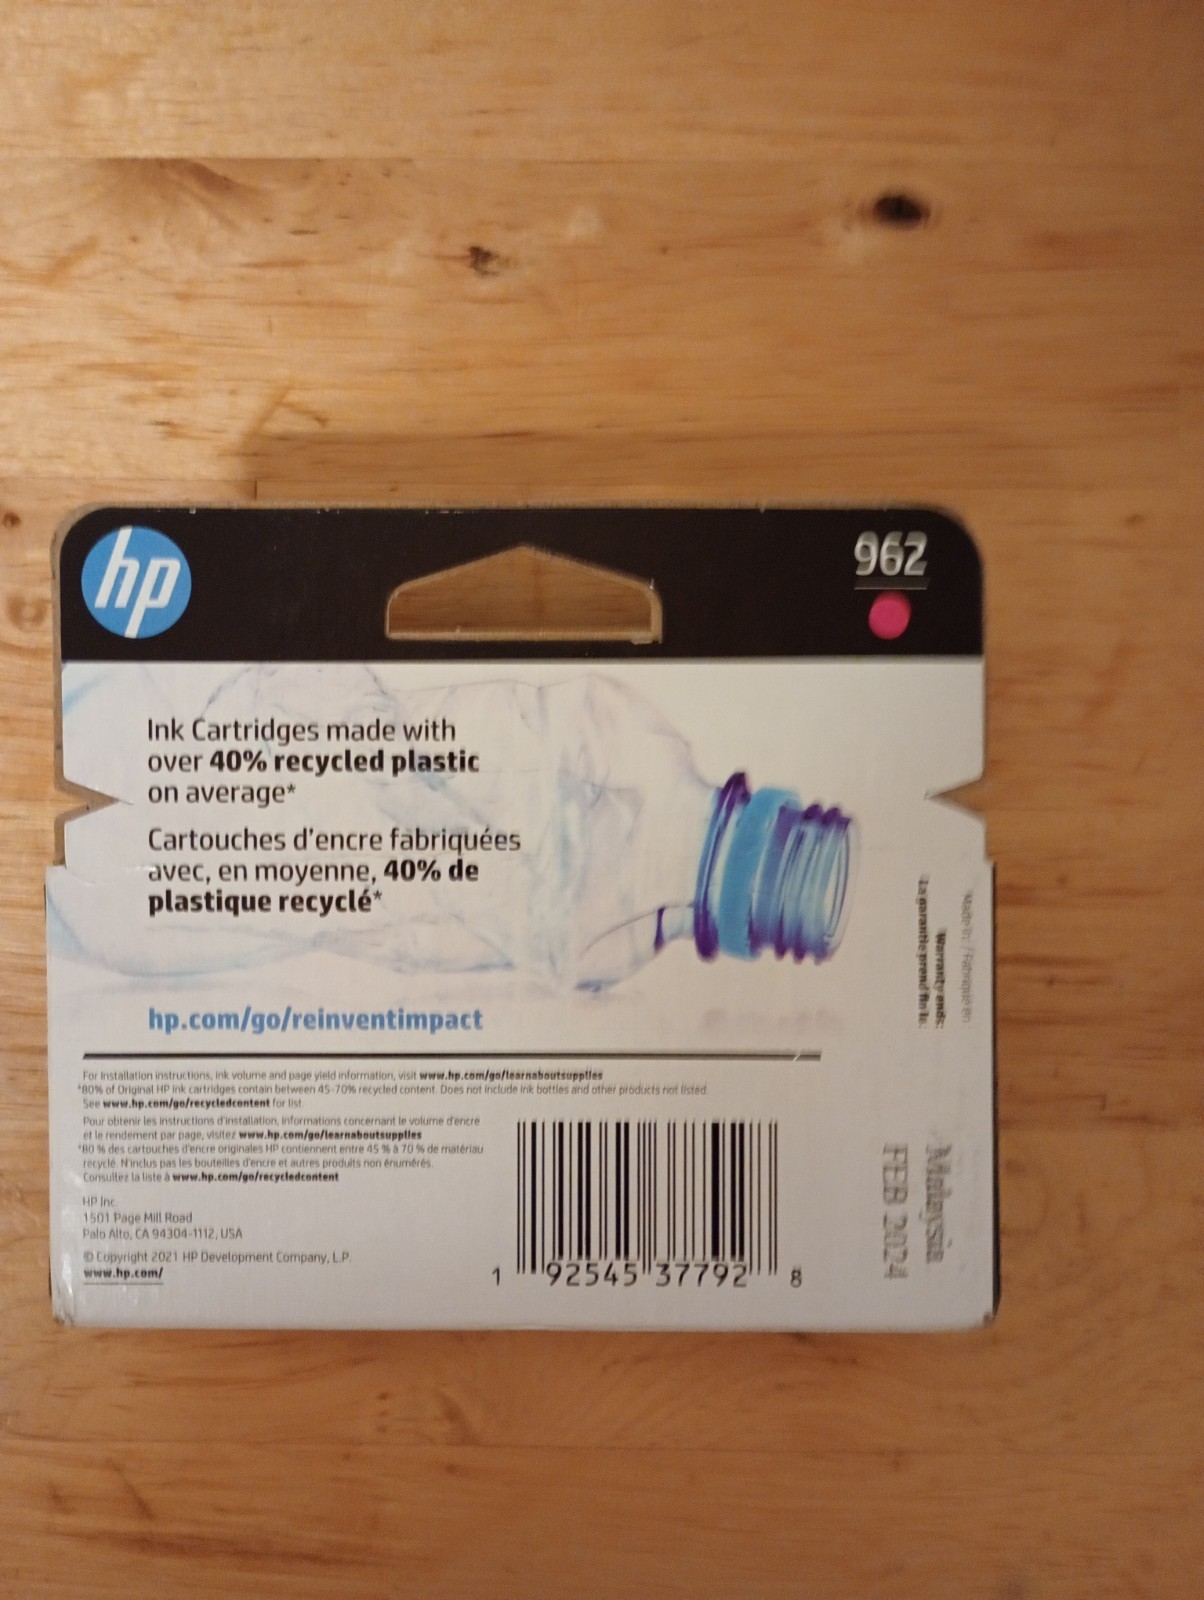 hp
962
Ink Cartridges made with
over 40% recycled plastic
on average*
Cartouches d'encre fabriquées
avec, en moyenne, 40% de
plastique recyclé*
hp.com/go/reinventimpact
For installation instructions, ink volume and page yield information, visit www.hp.com/go/learnaboutsupplies
*80% of Original HP ink cartridges contain between 45-70% recycled content. Does not include ink bottles and other products not listed.
See www.hp.com/go/recycledcontent for list.
Pour obtenir les instructions d'installation, informations concernant le volume d'encre
et le rendement par page, visitez www.hp.com/go/learnaboutsupplies
*80 % des cartouches d'encre originales HP contiennent entre 45 % à 70 % de matériau
recyclé. N'inclus pas les bouteilles d'encre et autres produits non énumérés.
Consultez la liste à www.hp.com/go/recycledcontent
HP Inc.
1501 Page Mill Road
Palo Alto, CA 94304-1112, USA
© Copyright 2021 HP Development Company, L.P.
www.hp.com/
1 92545 37792 8
Made in: / Fabriqué en
Malaysia
Warranty ends:
La garantie prend fin le:
FEB 2024